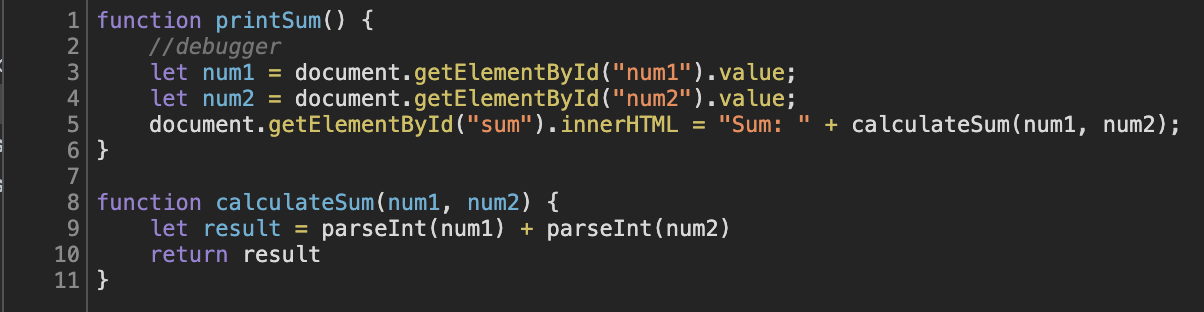 1 function printSum() {
2 //debugger
3 let num1 = document.getElementById("num1").value;
4 let num2 = document.getElementById("num2").value;
5 document.getElementById("sum").innerHTML = "Sum: " + calculateSum(num1, num2);
6 }
7
8 function calculateSum(num1, num2) {
9 let result = parseInt(num1) + parseInt(num2)
10 return result
11 }